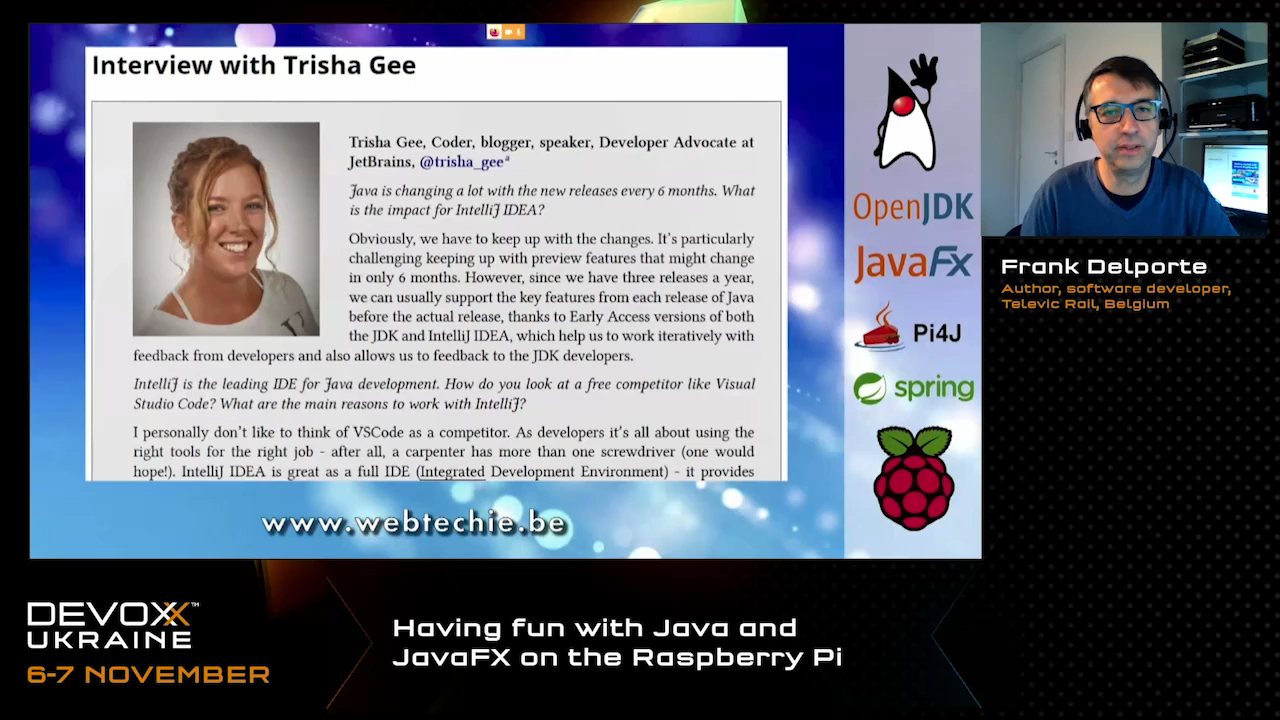 Interview with Trisha Gee
Trisha Gee, Coder, blogger, speaker, Developer Advocate at
JetBrains, @trisha_gee^a
Java is changing a lot with the new releases every 6 months. What
is the impact for IntelliJ IDEA?
Obviously, we have to keep up with the changes. It's particularly
challenging keeping up with preview features that might change
in only 6 months. However, since we have three releases a year,
we can usually support the key features from each release of Java
before the actual release, thanks to Early Access versions of both
the JDK and IntelliJ IDEA, which help us to work iteratively with
feedback from developers and also allows us to feedback to the JDK developers.
IntelliJ is the leading IDE for Java development. How do you look at a free competitor like Visual
Studio Code? What are the main reasons to work with IntelliJ?
I personally don't like to think of VSCode as a competitor. As developers it's all about using the
right tools for the right job - after all, a carpenter has more than one screwdriver (one would
hope!). IntelliJ IDEA is great as a full IDE (Integrated Development Environment) - it provides
www.webtechie.be
OpenJDK
JavaFX
Pi4J
spring
Frank Delporte
Author, software developer,
Televic Rail, Belgium
DEVOXX™
UKRAINE
6-7 NOVEMBER
Having fun with Java and
JavaFX on the Raspberry Pi